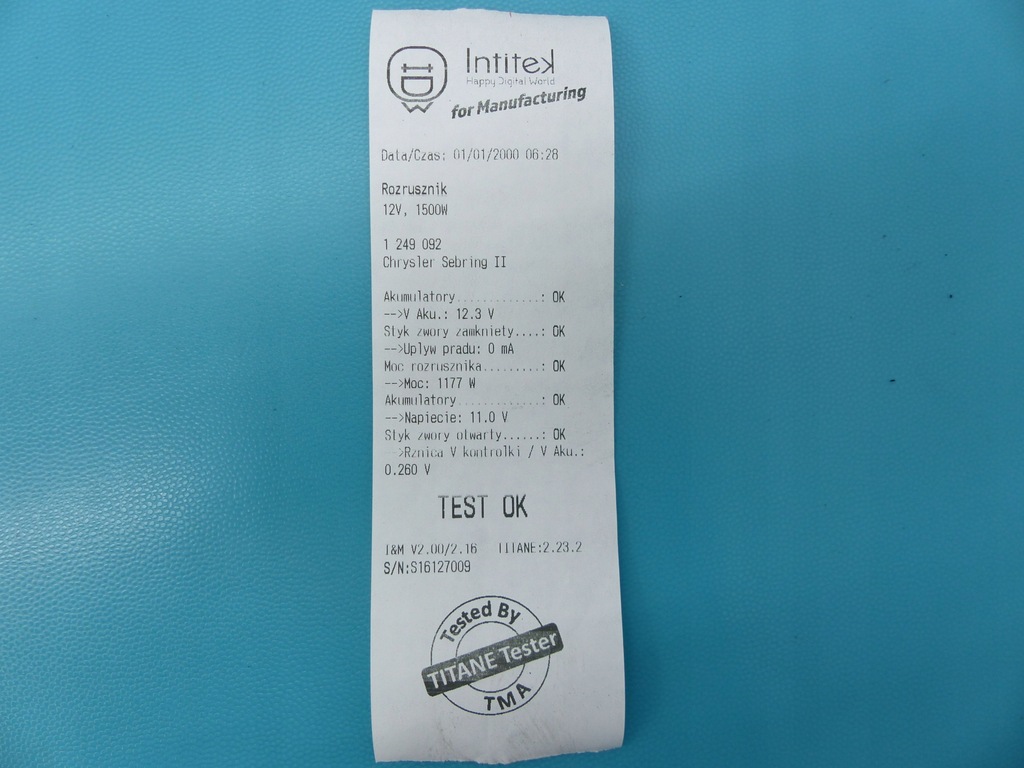 Intitek
Happy Digital World
for Manufacturing
Data/Czas: 01/01/2000 06:28
Rozrusznik
12V, 1500W
1 249 092
Chrysler Sebring II
Akumulatory.............: OK
-->V Aku.: 12.3 V
Styk zwory zamkniety....: OK
-->Uplyw pradu: 0 mA
Moc rozrusznika.........: OK
-->Moc: 1177 W
Akumulatory.............: OK
-->Napiecie: 11.0 V
Styk zwory otwarty......: OK
-->Rznica V kontrolki / V Aku.:
0.260 V
TEST OK
I&M V2.00/2.16 TITANE:2.23.2
S/N:S16127009
Tested By
TITANE Tester
TMA